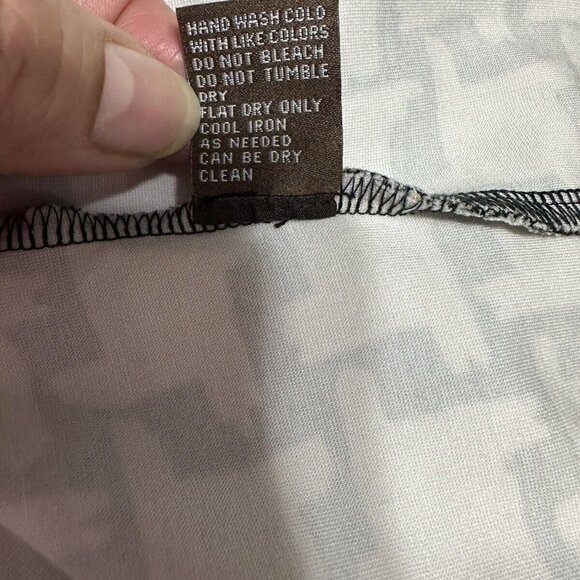 HAND WASH COLD
WITH LIKE COLORS
DO NOT BLEACH
DO NOT TUMBLE
DRY
FLAT DRY ONLY
COOL IRON
AS NEEDED
CAN BE DRY
CLEAN